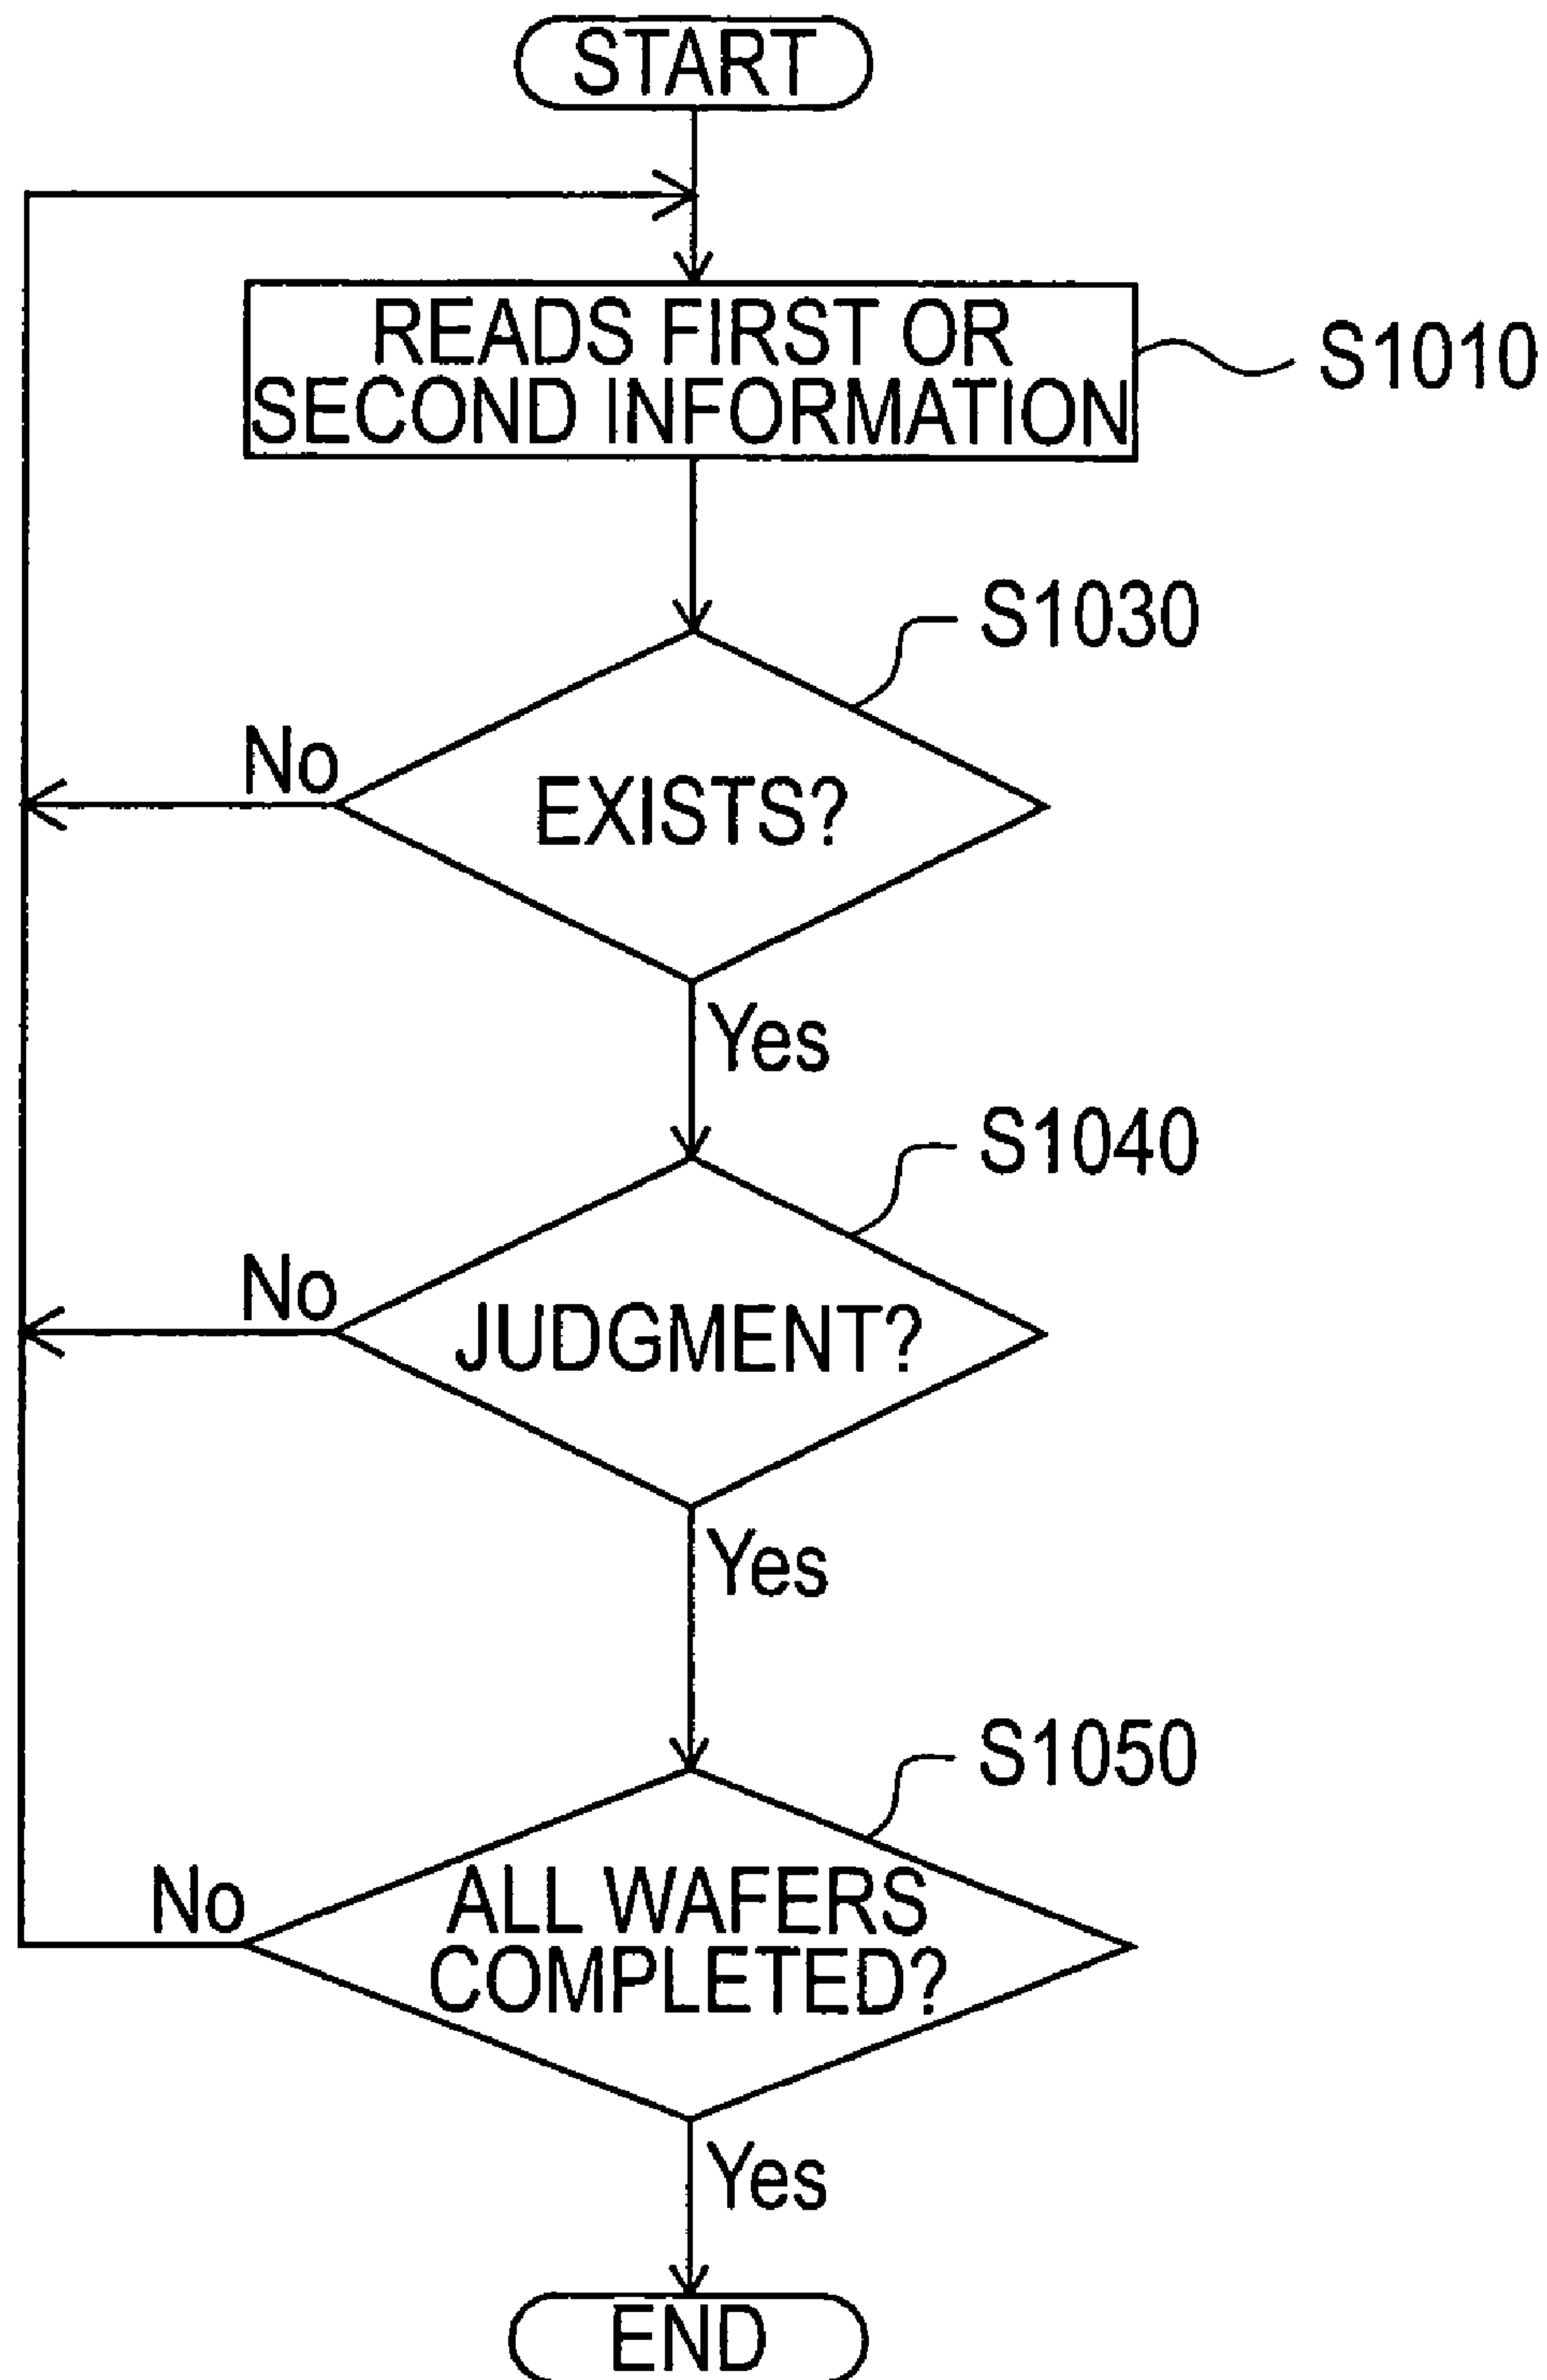 START
READS FIRST OR
SECOND INFORMATION
S1010
S1030
No
EXISTS?
Yes
S1040
No
JUDGMENT?
Yes
S1050
No
ALL WAFERS
COMPLETED?
Yes
END